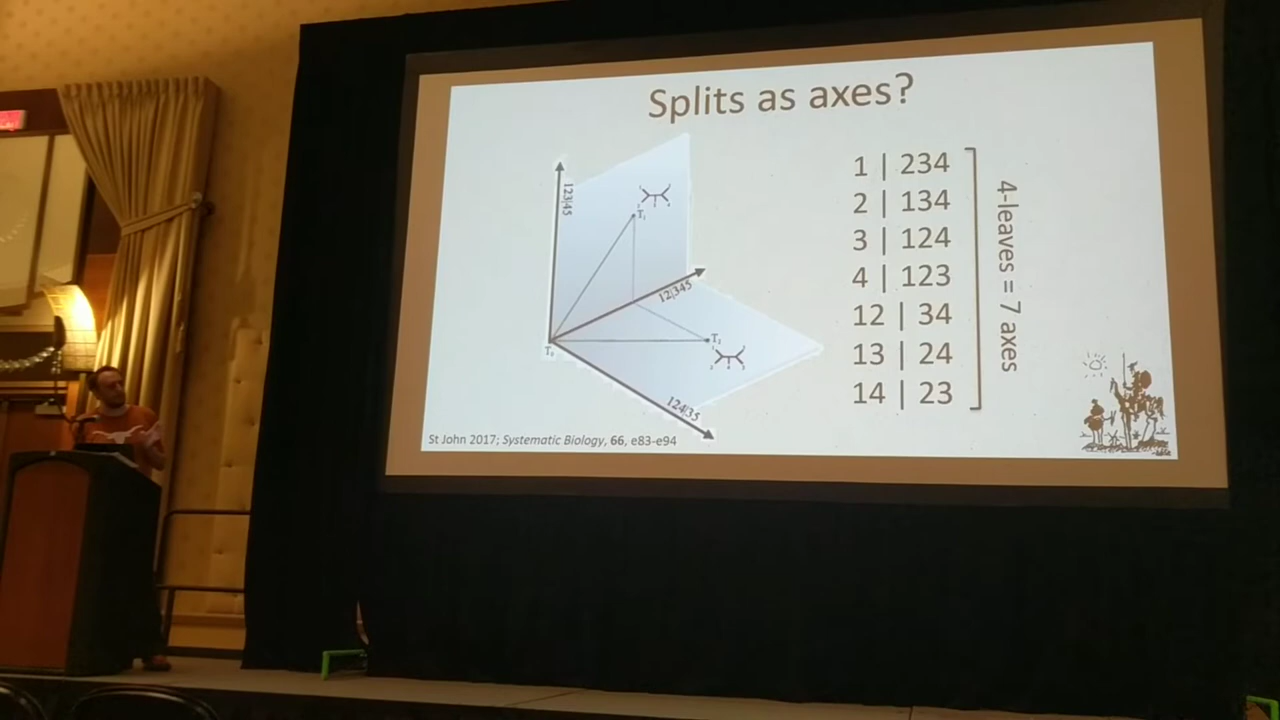 Splits as axes?
123|45
T₁
12|345
T₀
T₂
124|35
1 | 234
2 | 134
3 | 124
4 | 123
12 | 34
13 | 24
14 | 23
4-leaves = 7 axes
St John 2017; Systematic Biology, 66, e83-e94